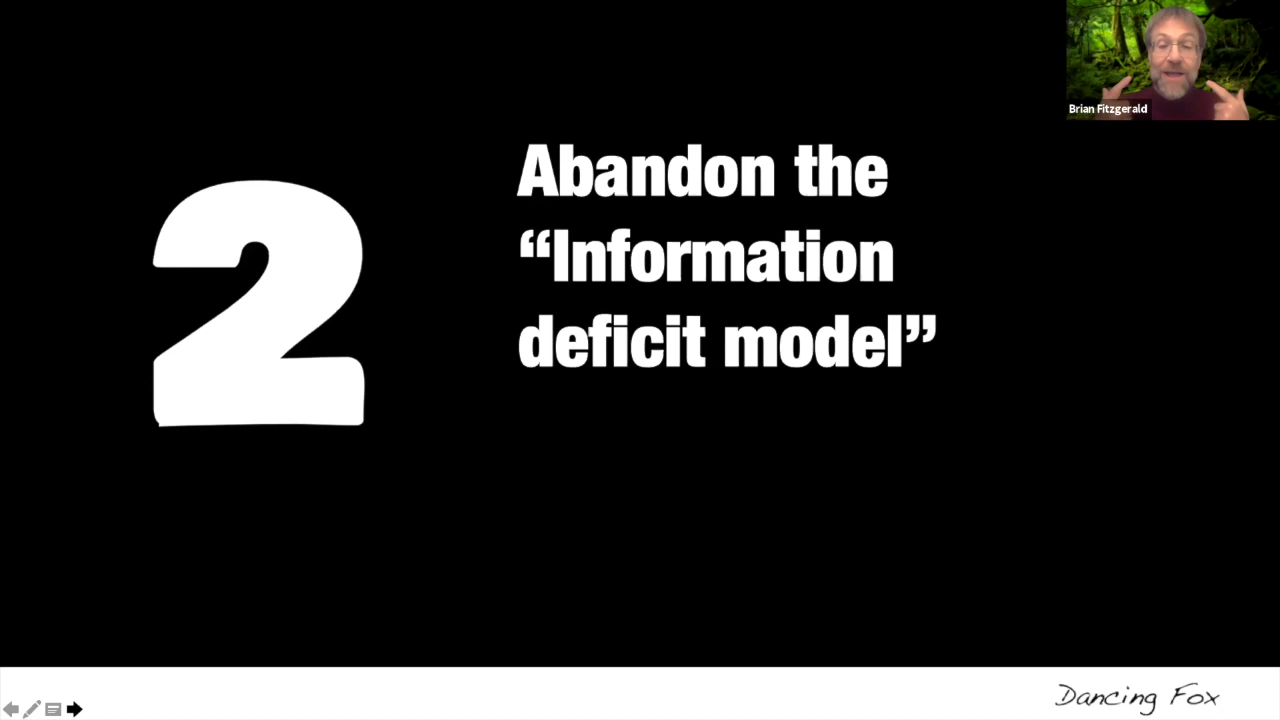 Brian Fitzgerald
2
Abandon the
“Information
deficit model”
Dancing Fox